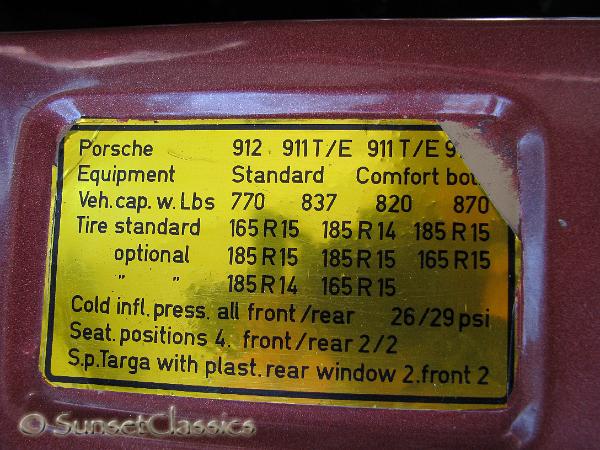 Porsche 912 911 T/E 911 T/E 9
Equipment Standard Comfort
Veh. cap. w. Lbs 770 837 820 870
Tire standard 165 R 15 185 R 14 185 R 15
optional 185 R 15 185 R 15 165 R 15
" " 185 R 14 165 R 15
Cold infl. press. all front/rear 26/29 psi
Seat. positions 4. front/rear 2/2
S.p. Targa with plast. rear window 2. front 2
© SunsetClassics